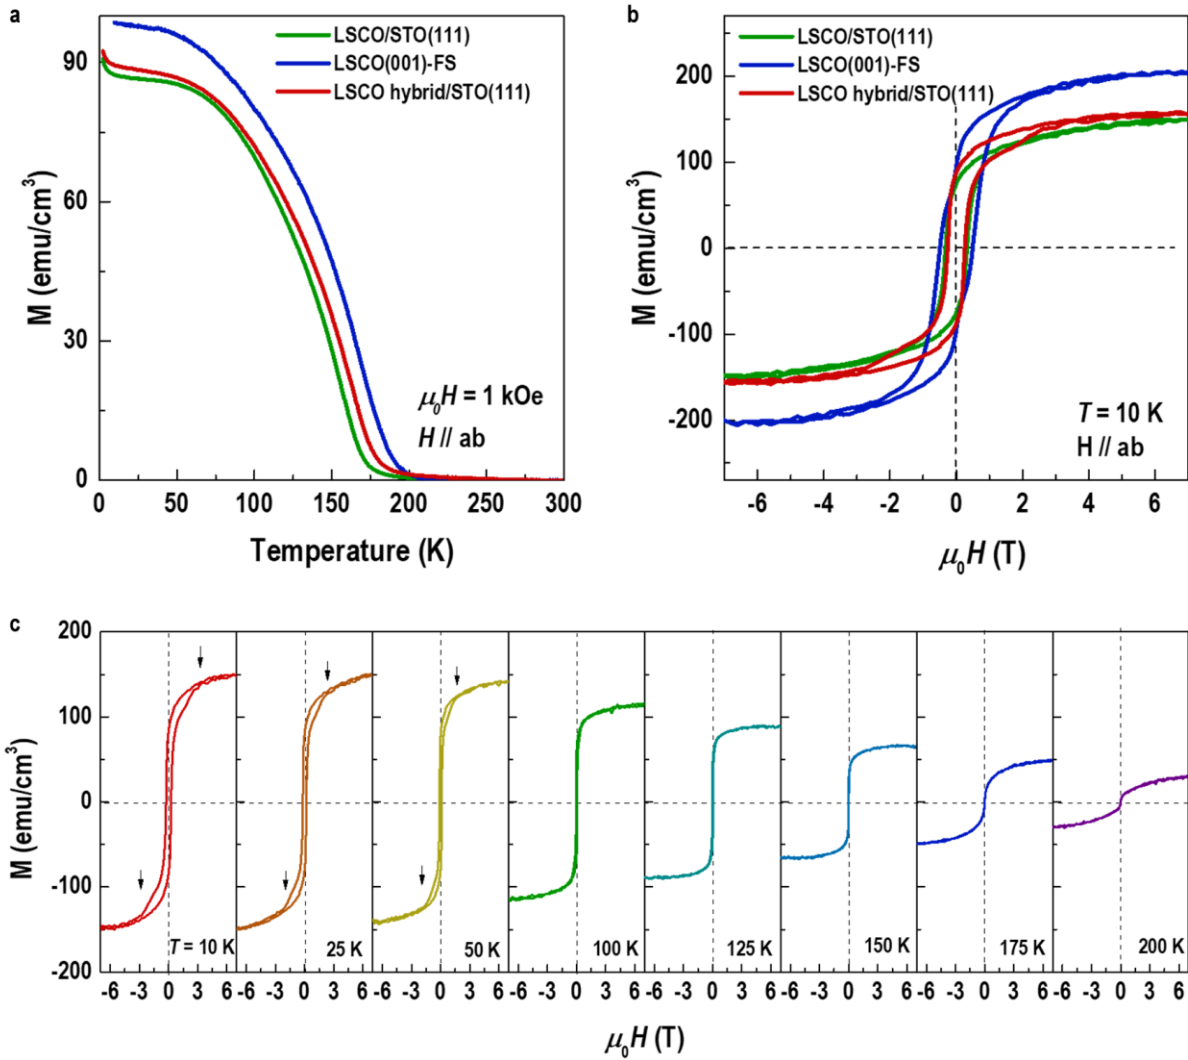 a
LSCO/STO(111)
LSCO(001)-FS
LSCO hybrid/STO(111)
90
60
30
0
M (emu/cm³)
μ₀H = 1 kOe
H // ab
0 50 100 150 200 250 300
Temperature (K)
b
LSCO/STO(111)
LSCO(001)-FS
LSCO hybrid/STO(111)
200
100
0
-100
-200
M (emu/cm³)
T = 10 K
H // ab
-6 -4 -2 0 2 4 6
μ₀H (T)
c
200
100
0
-100
-200
M (emu/cm³)
T = 10 K
25 K
50 K
100 K
125 K
150 K
175 K
200 K
-6 -3 0 3 6 -6 -3 0 3 6 -6 -3 0 3 6 -6 -3 0 3 6 -6 -3 0 3 6 -6 -3 0 3 6 -6 -3 0 3 6 -6 -3 0 3 6
μ₀H (T)